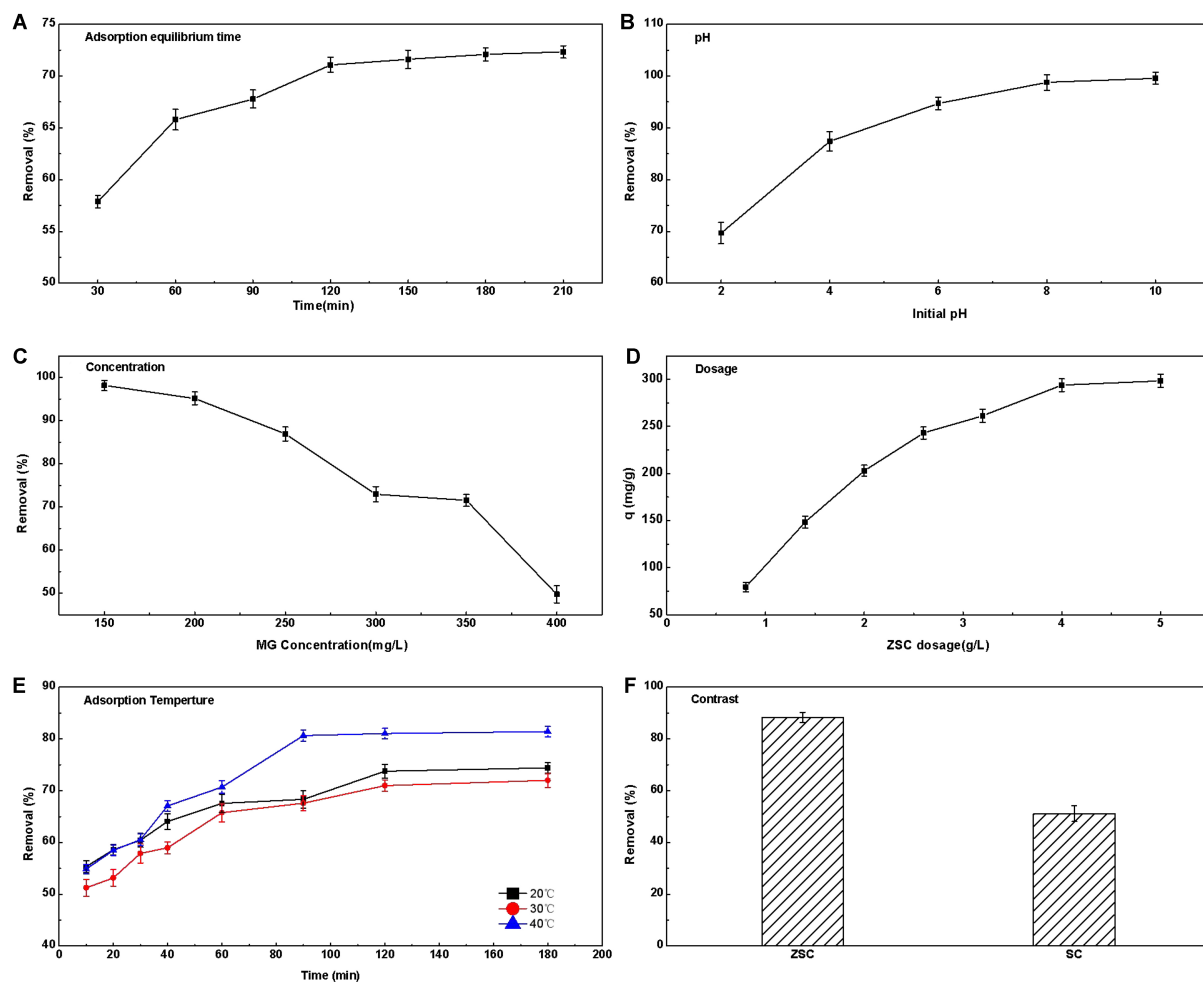 A
Adsorption equilibrium time
75
70
65
60
55
50
Removal (%)
30 60 90 120 150 180 210
Time(min)
B
pH
110
100
90
80
70
60
Removal (%)
2 4 6 8 10
Initial pH
C
Concentration
100
90
80
70
60
50
Removal (%)
150 200 250 300 350 400
MG Concentration(mg/L)
D
Dosage
300
250
200
150
100
50
q (mg/g)
0 1 2 3 4 5
ZSC dosage(g/L)
E
Adsorption Temperture
90
80
70
60
50
40
Removal (%)
20℃
30℃
40℃
0 20 40 60 80 100 120 140 160 180 200
Time (min)
F
Contrast
100
80
60
40
20
0
Removal (%)
ZSC SC